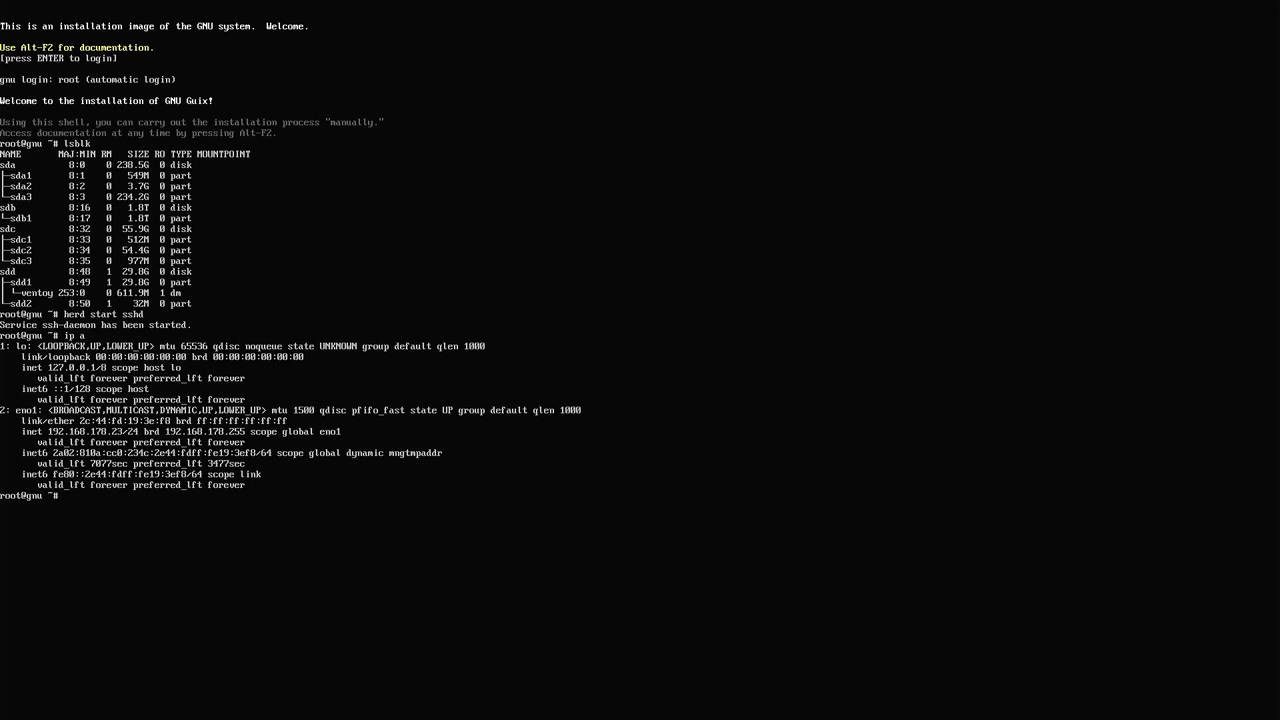 This is an installation image of the GNU system.  Welcome.
Use Alt-F2 for documentation.
[press ENTER to login]
gnu login: root (automatic login)
Welcome to the installation of GNU Guix!
Using this shell, you can carry out the installation process "manually."
Access documentation at any time by pressing Alt-F2.
root@gnu ~# lsblk
NAME       MAJ:MIN RM   SIZE RO TYPE MOUNTPOINT
sda          8:0    0 238.5G  0 disk
├─sda1       8:1    0   549M  0 part
├─sda2       8:2    0   3.7G  0 part
└─sda3       8:3    0 234.2G  0 part
sdb          8:16   0   1.8T  0 disk
└─sdb1       8:17   0   1.8T  0 part
sdc          8:32   0  55.9G  0 disk
├─sdc1       8:33   0   512M  0 part
├─sdc2       8:34   0  54.4G  0 part
└─sdc3       8:35   0   977M  0 part
sdd          8:48   1  29.8G  0 disk
├─sdd1       8:49   1  29.8G  0 part
│ └─ventoy 253:0    0 611.9M  1 dm
└─sdd2       8:50   1    32M  0 part
root@gnu ~# herd start sshd
Service ssh-daemon has been started.
root@gnu ~# ip a
1: lo: <LOOPBACK,UP,LOWER_UP> mtu 65536 qdisc noqueue state UNKNOWN group default qlen 1000
    link/loopback 00:00:00:00:00:00 brd 00:00:00:00:00:00
    inet 127.0.0.1/8 scope host lo
       valid_lft forever preferred_lft forever
    inet6 ::1/128 scope host
       valid_lft forever preferred_lft forever
2: eno1: <BROADCAST,MULTICAST,DYNAMIC,UP,LOWER_UP> mtu 1500 qdisc pfifo_fast state UP group default qlen 1000
    link/ether 2c:44:fd:19:3e:f8 brd ff:ff:ff:ff:ff:ff
    inet 192.168.178.23/24 brd 192.168.178.255 scope global eno1
       valid_lft forever preferred_lft forever
    inet6 2a02:810a:cc0:234c:2e44:fdff:fe19:3ef8/64 scope global dynamic mngtmpaddr
       valid_lft 7077sec preferred_lft 3477sec
    inet6 fe80::2e44:fdff:fe19:3ef8/64 scope link
       valid_lft forever preferred_lft forever
root@gnu ~#